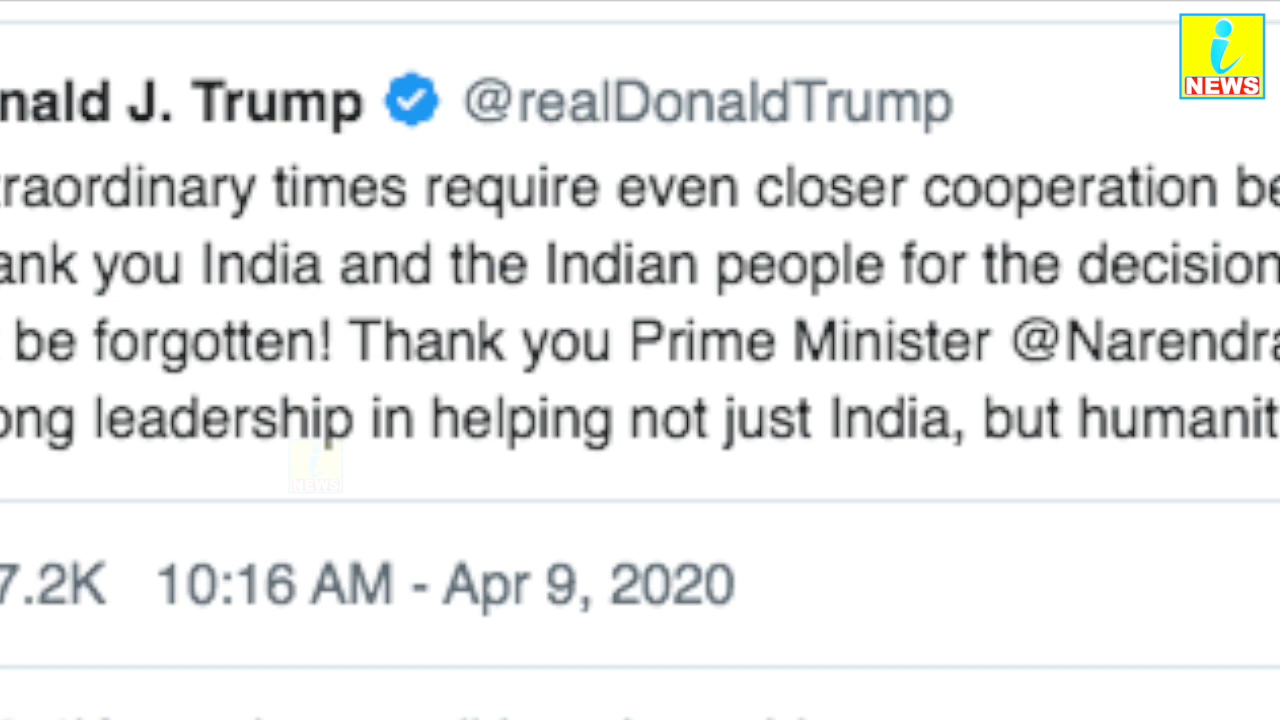 i
NEWS
nald J. Trump @realDonaldTrump
traordinary times require even closer cooperation be
ank you India and the Indian people for the decision
be forgotten! Thank you Prime Minister @Narendra
ong leadership in helping not just India, but humanit
i
NEWS
7.2K 10:16 AM - Apr 9, 2020